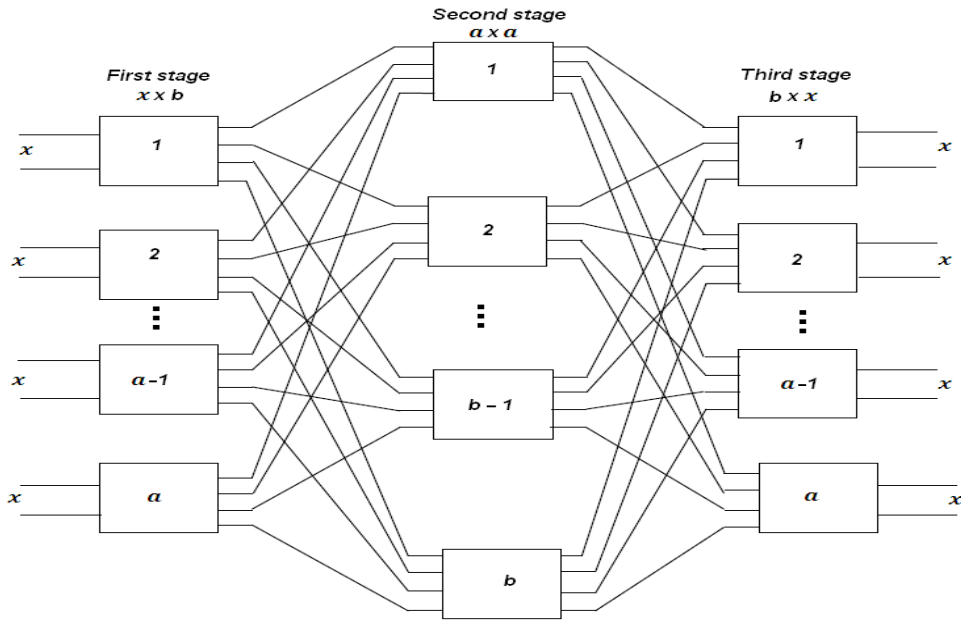 Second stage
a x a
First stage
x x b
Third stage
b x x
1
1
1
x
x
2
2
2
x
x
a-1
b - 1
a-1
x
x
a
b
a
x
x